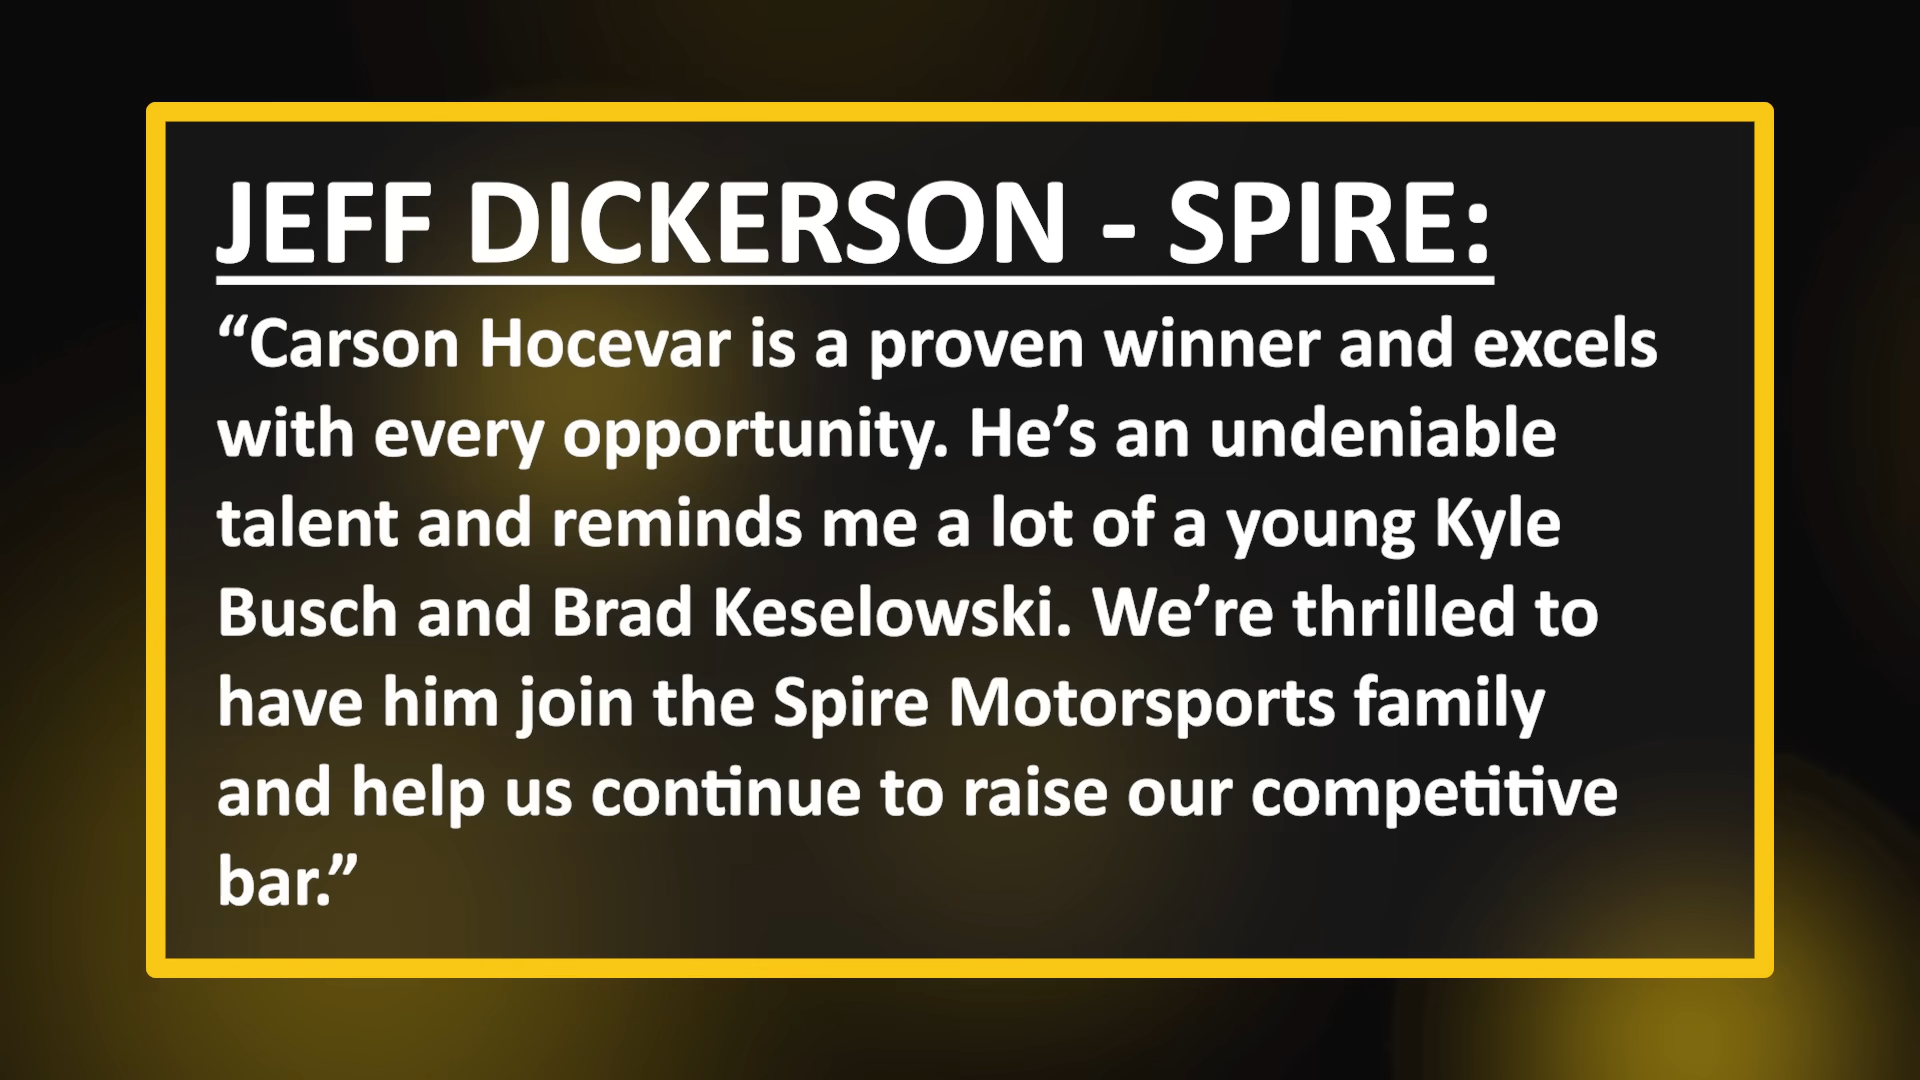 JEFF DICKERSON - SPIRE:
“Carson Hocevar is a proven winner and excels
with every opportunity. He’s an undeniable
talent and reminds me a lot of a young Kyle
Busch and Brad Keselowski. We’re thrilled to
have him join the Spire Motorsports family
and help us continue to raise our competitive
bar.”